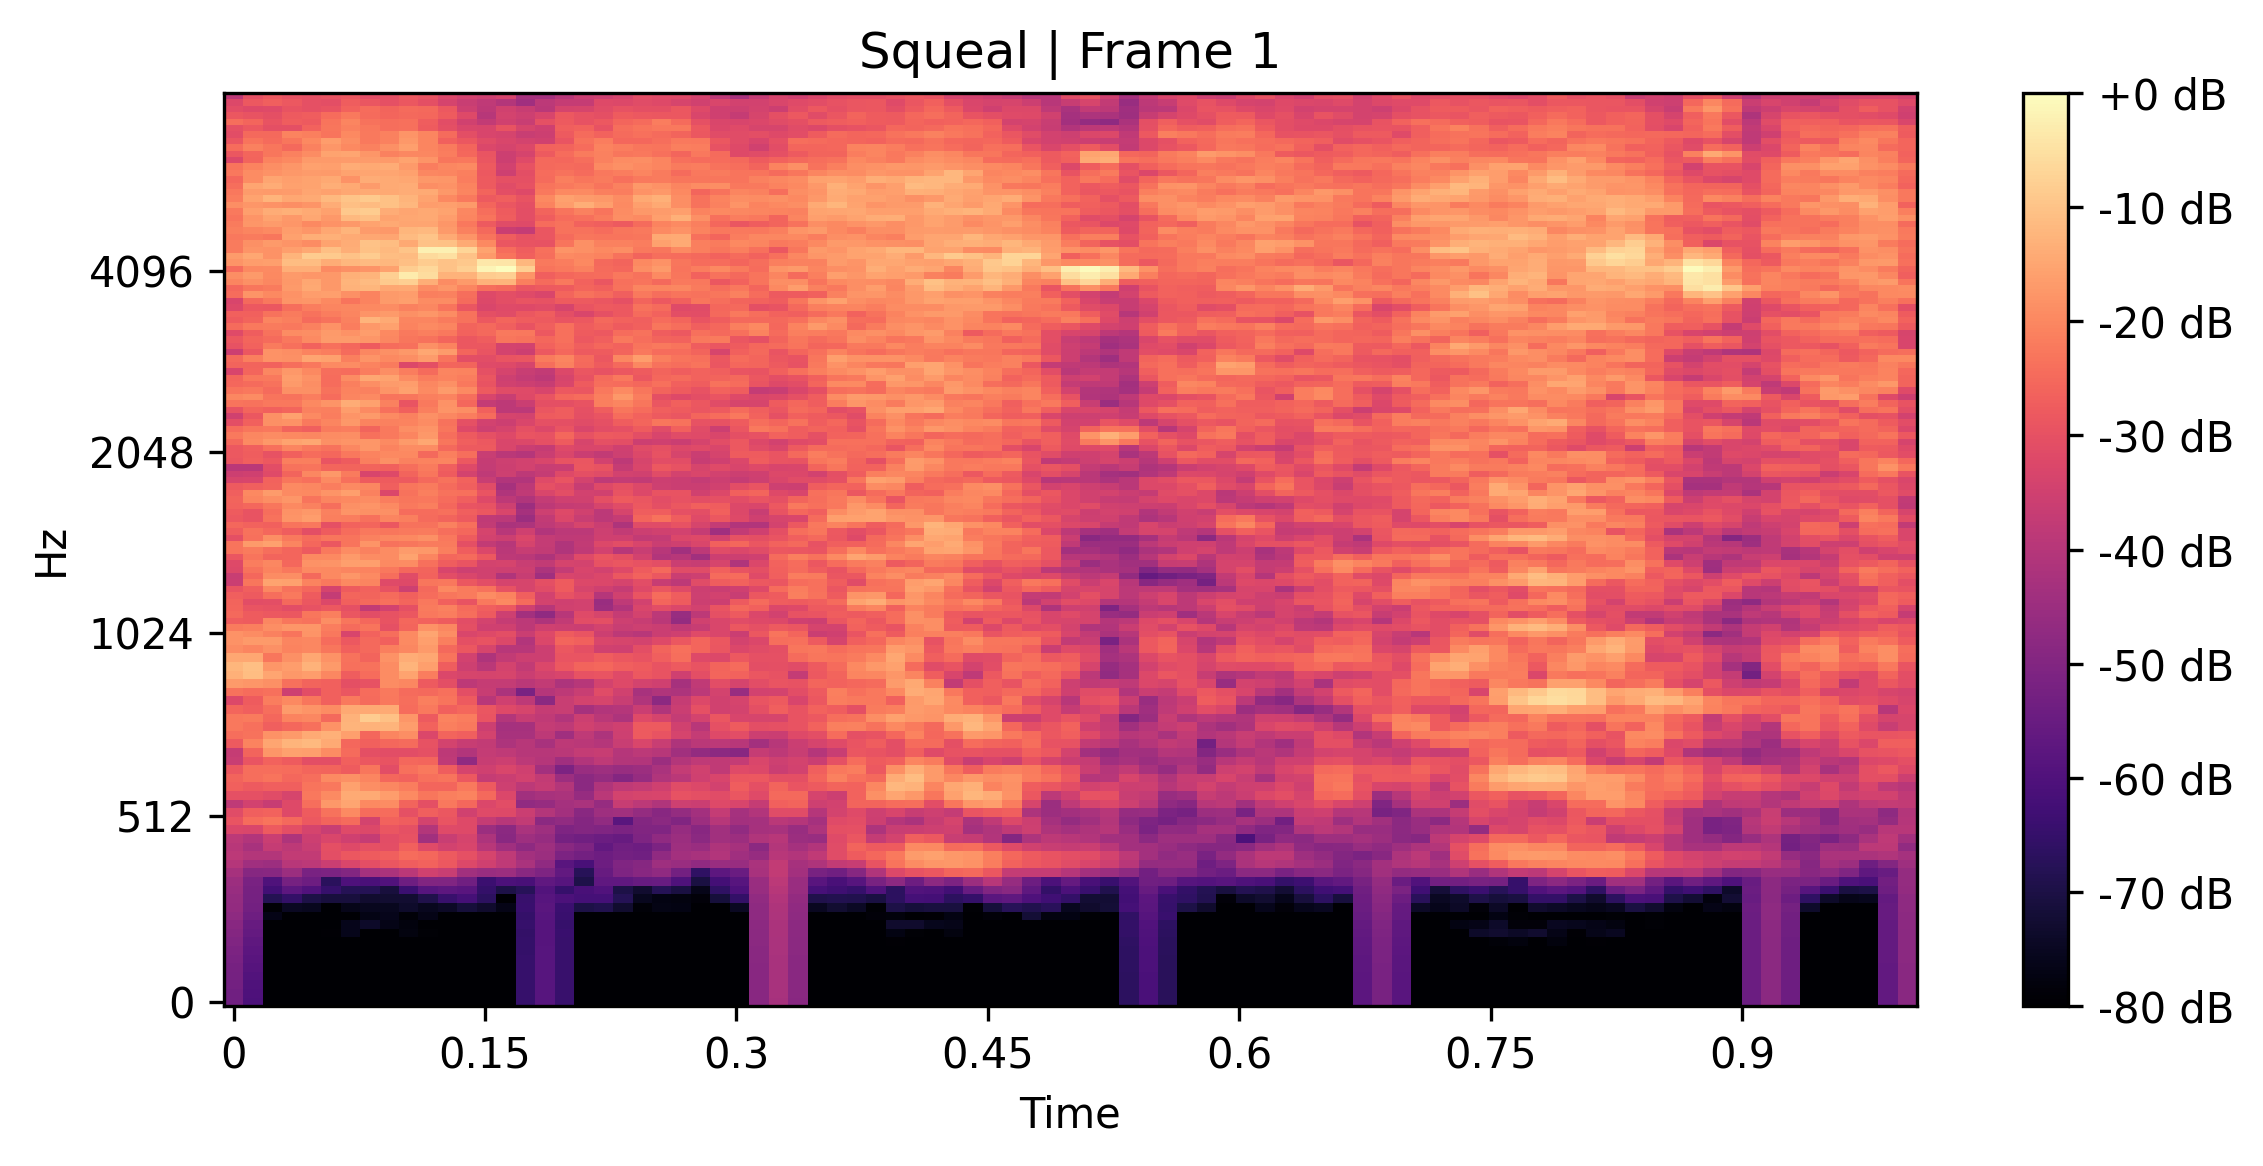 Squeal | Frame 1
+0 dB
-10 dB
-20 dB
-30 dB
-40 dB
-50 dB
-60 dB
-70 dB
-80 dB
Hz
4096
2048
1024
512
0
0 0.15 0.3 0.45 0.6 0.75 0.9
Time